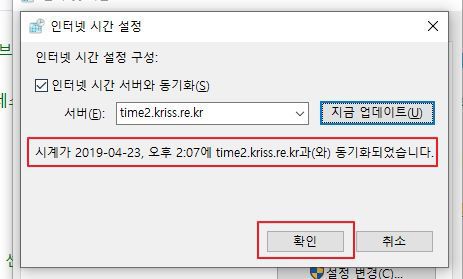 인터넷 시간 설정
인터넷 시간 설정 구성:
인터넷 시간 서버와 동기화(S)
서버(E): time2.kriss.re.kr 지금 업데이트(U)
시계가 2019-04-23, 오후 2:07에 time2.kriss.re.kr과(와) 동기화되었습니다.
확인 취소
설정 변경(C)...